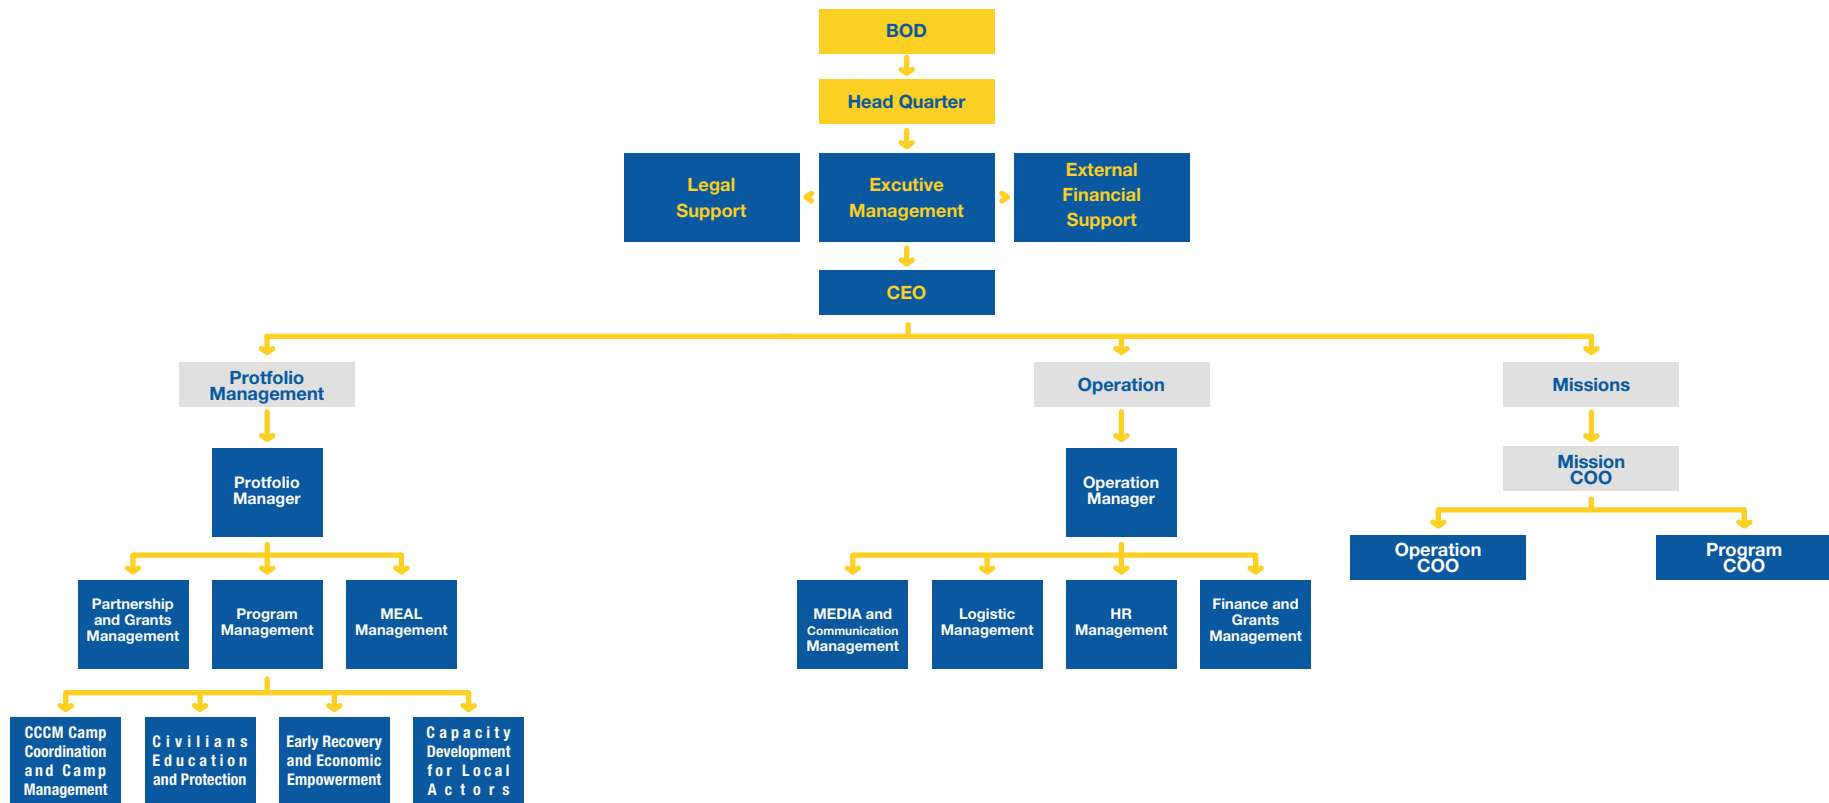 BOD
Head Quarter
Legal
Support
Excutive
Management
External
Financial
Support
CEO
Protfolio
Management
Operation
Missions
Protfolio
Manager
Operation
Manager
Mission
COO
Operation
COO
Program
COO
Partnership
and Grants
Management
Program
Management
MEAL
Management
MEDIA and
Communication
Management
Logistic
Management
HR
Management
Finance and
Grants
Management
CCCM Camp
Coordination
and Camp
Management
Civilians
Education
and Protection
Early Recovery
and Economic
Empowerment
Capacity
Development
for Local
Actors